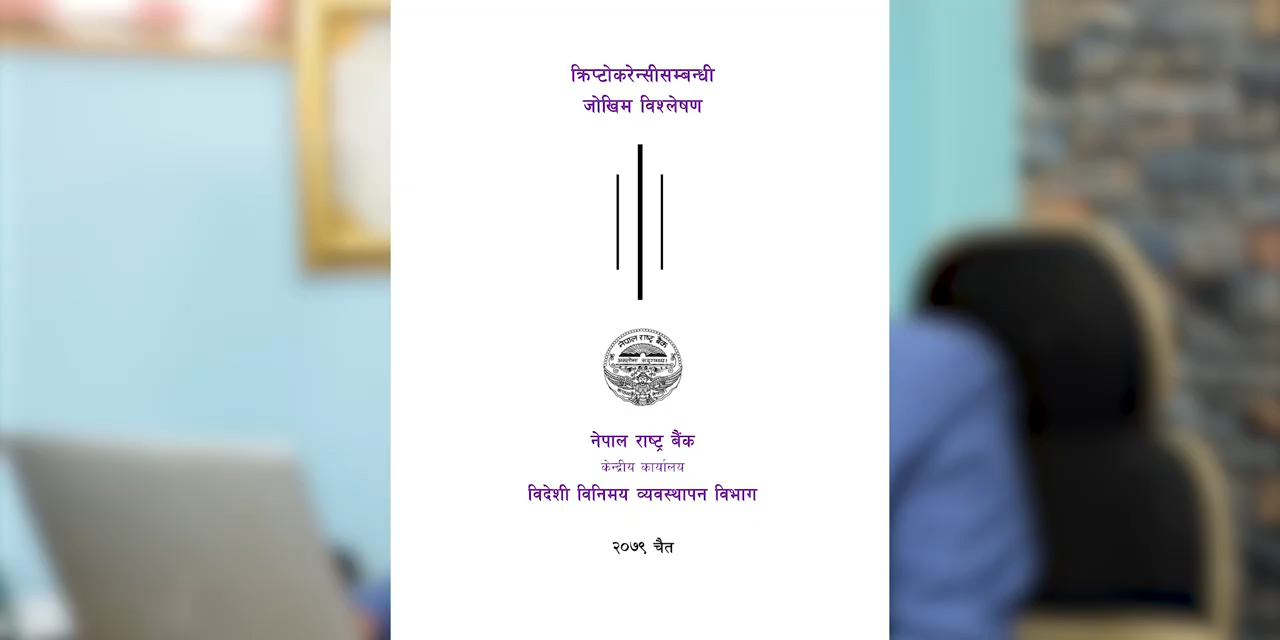 क्रिप्टोकरेन्सीसम्बन्धी
जोखिम विश्लेषण
नेपाल राष्ट्र बैंक
नेपाल राष्ट्र बैंक
केन्द्रीय कार्यालय
विदेशी विनिमय व्यवस्थापन विभाग
२०७९ चैत